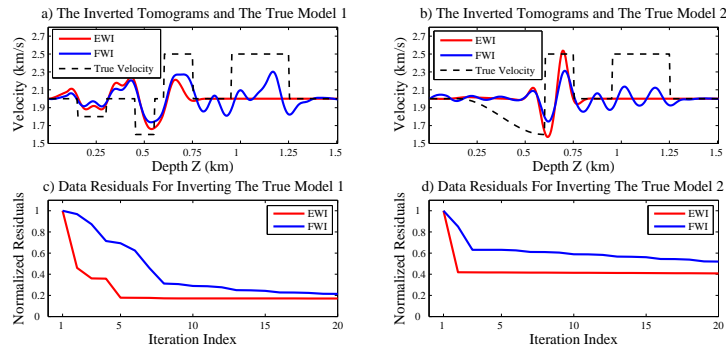 a) The Inverted Tomograms and The True Model 1
2.7
2.5
2.3
2.1
1.9
1.7
1.5
Velocity (km/s)
EWI
FWI
True Velocity
0.25
0.5
0.75
1
1.25
1.5
Depth Z (km)
b) The Inverted Tomograms and The True Model 2
2.7
2.5
2.3
2.1
1.9
1.7
1.5
Velocity (km/s)
EWI
FWI
True Velocity
0.25
0.5
0.75
1
1.25
1.5
Depth Z (km)
c) Data Residuals For Inverting The True Model 1
1
0.8
0.6
0.4
0.2
0
Normalized Residuals
EWI
FWI
1
5
10
15
20
Iteration Index
d) Data Residuals For Inverting The True Model 2
1
0.8
0.6
0.4
0.2
0
Normalized Residuals
EWI
FWI
1
5
10
15
20
Iteration Index